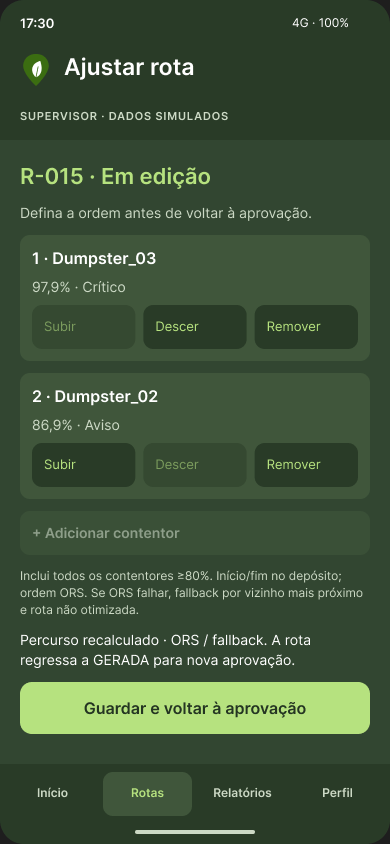 17:30
4G · 100%
Ajustar rota
SUPERVISOR · DADOS SIMULADOS
R-015 · Em edição
Defina a ordem antes de voltar à aprovação.
1 · Dumpster_03
97,9% · Crítico
Subir
Descer
Remover
2 · Dumpster_02
86,9% · Aviso
Subir
Descer
Remover
+ Adicionar contentor
Inclui todos os contentores ≥80%. Início/fim no depósito;
ordem ORS. Se ORS falhar, fallback por vizinho mais próximo
e rota não otimizada.
Percurso recalculado · ORS / fallback. A rota
regressa a GERADA para nova aprovação.
Guardar e voltar à aprovação
Início
Rotas
Relatórios
Perfil